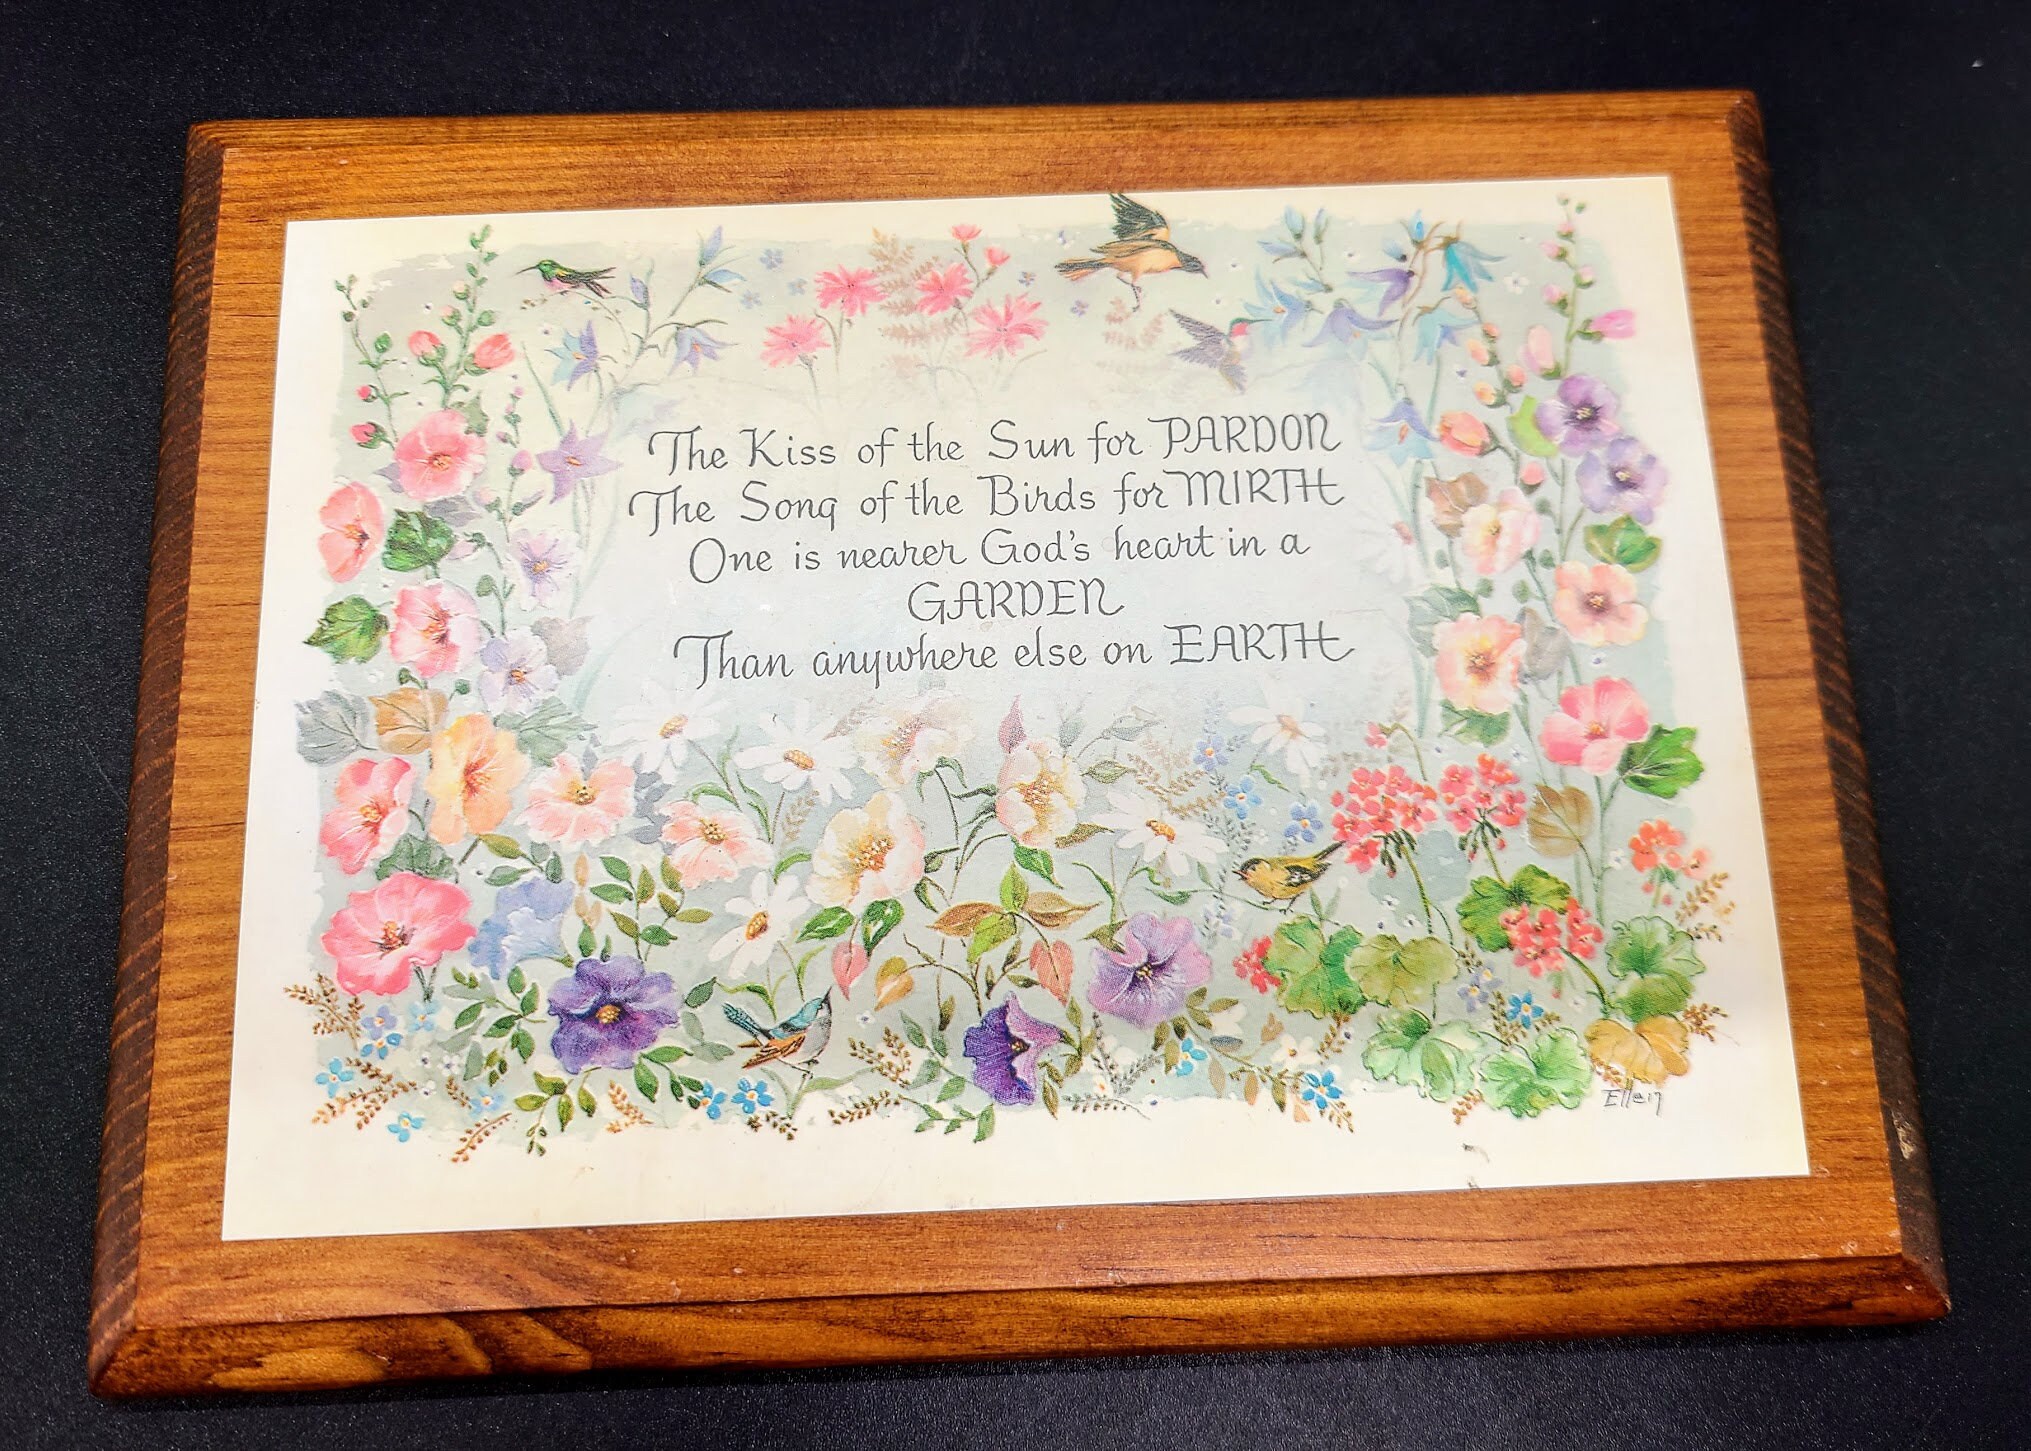 The Kiss of the Sun for PARDON
The Song of the Birds for MIRTH
One is nearer God's heart in a
GARDEN
Than anywhere else on EARTH
Ellen